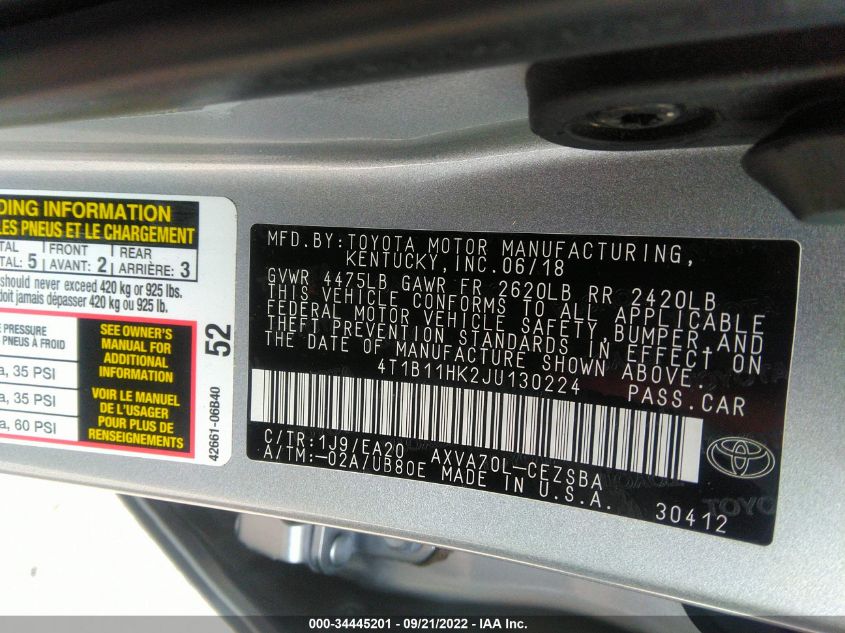 DING INFORMATION
LES PNEUS ET LE CHARGEMENT
TAL FRONT REAR
TAL: 5 AVANT: 2 ARRIÈRE: 3
should never exceed 420 kg or 925 lbs.
doit jamais dépasser 420 kg ou 925 lb.
E PRESSURE
PNEUS À FROID
a, 35 PSI
a, 35 PSI
a, 60 PSI
SEE OWNER'S
MANUAL FOR
ADDITIONAL
INFORMATION
VOIR LE MANUEL
DE L'USAGER
POUR PLUS DE
RENSEIGNEMENTS
52
42661-06B40
MFD.BY:TOYOTA MOTOR MANUFACTURING,
KENTUCKY,INC.06/18
GVWR 4475LB GAWR FR 2620LB RR 2420LB
THIS VEHICLE CONFORMS TO ALL APPLICABLE
FEDERAL MOTOR VEHICLE SAFETY, BUMPER, AND
THEFT PREVENTION STANDARDS IN EFFECT ON
THE DATE OF MANUFACTURE SHOWN ABOVE.
4T1B11HK2JU130224
PASS.CAR
C/TR:1J9/EA20 AXVA70L-CEZSBA
A/TM:-02A/UB80E MADE IN U.S.A.
30412
TOYOTA
000-34445201 - 09/21/2022 - IAA Inc.